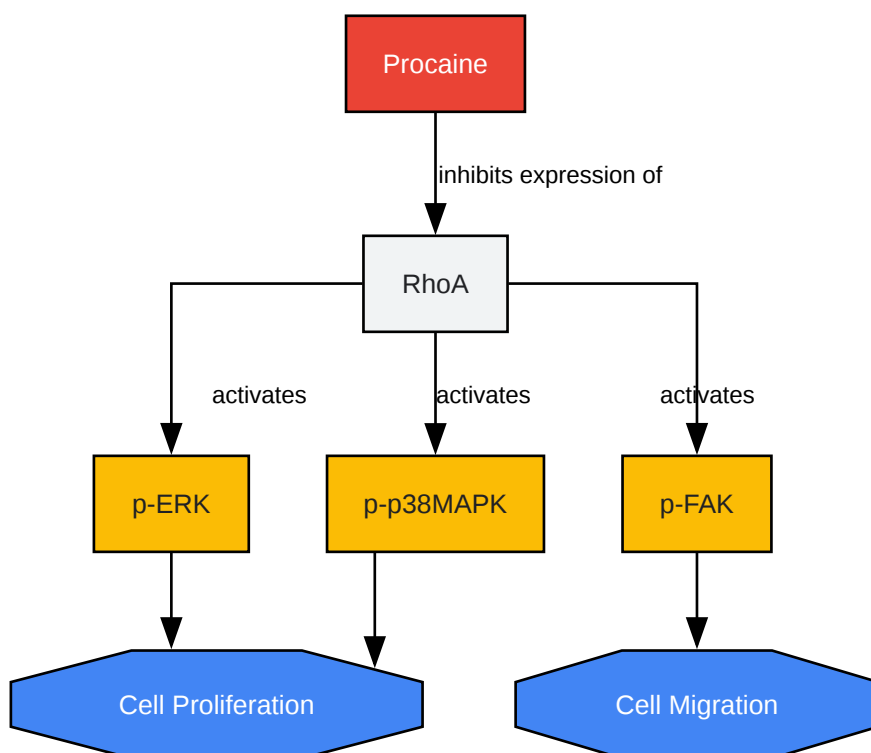 Procaine
inhibits expression of
RhoA
activates
activates
activates
p-ERK
p-p38MAPK
p-FAK
Cell Proliferation
Cell Migration